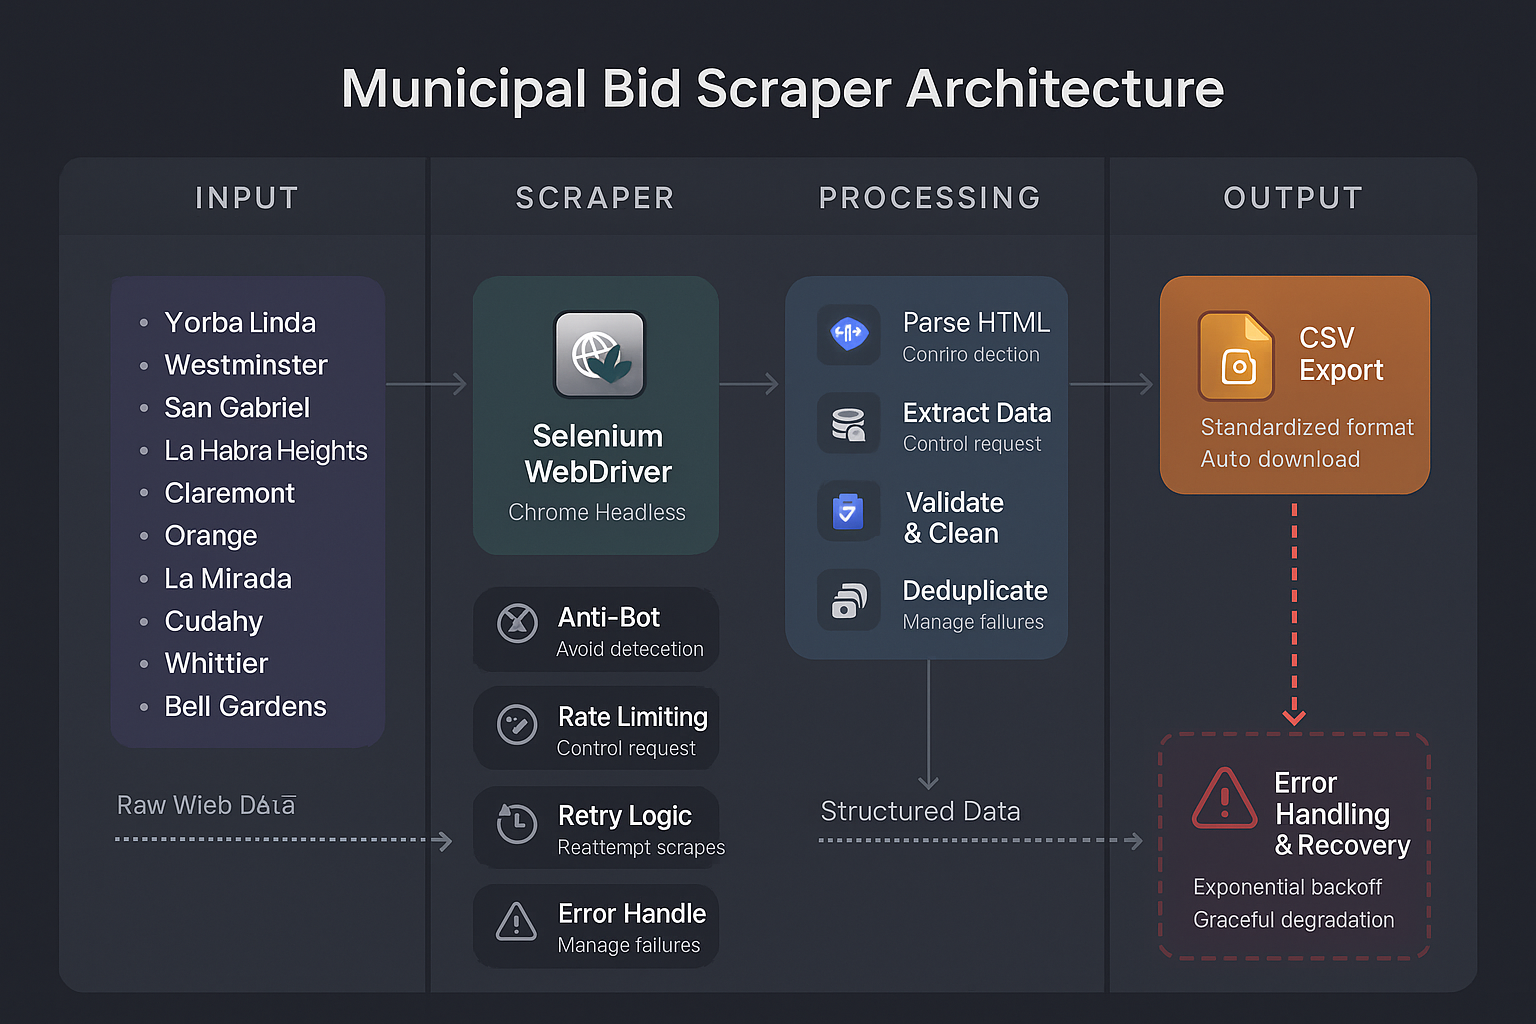 Municipal Bid Scraper Architecture
INPUT
Yorba Linda
Westminster
San Gabriel
La Habra Heights
Claremont
Orange
La Mirada
Cudahy
Whittier
Bell Gardens
Raw Wieb
SCRAPER
Selenium
WebDriver
Chrome Headless
Anti-Bot
Avoid detecetion
Rate Limiting
Control request
Retry Logic
Reattempt scrapes
Error Handle
Manage failures
PROCESSING
Parse HTML
Conriro dection
Extract Data
Control request
Validate
& Clean
Deduplicate
Manage fallures
Structured Data
OUTPUT
CSV
Export
Standardized format
Auto download
Error
Handling
& Recovery
Exponential backoff
Graceful degradation